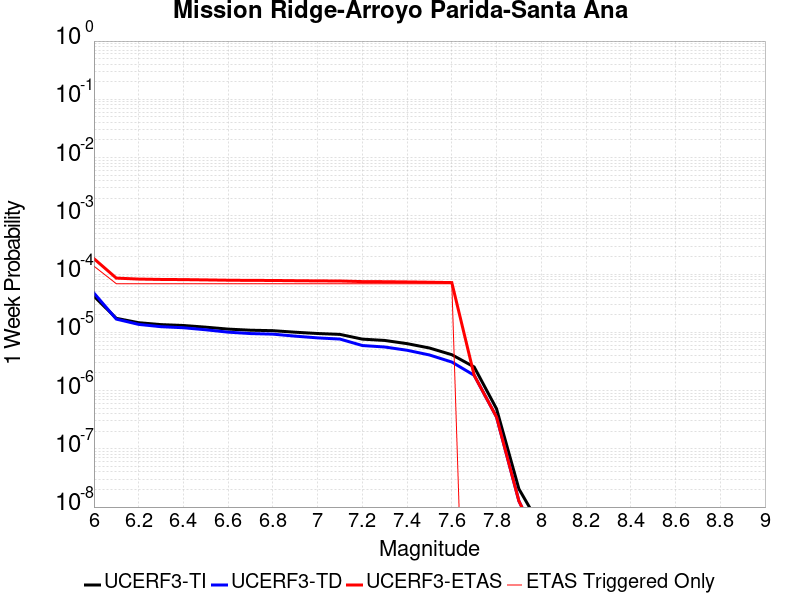 Mission Ridge-Arroyo Parida-Santa Ana
10^0
10^-1
10^-2
10^-3
10^-4
10^-5
10^-6
10^-7
10^-8
1 Week Probability
6 6.2 6.4 6.6 6.8 7 7.2 7.4 7.6 7.8 8 8.2 8.4 8.6 8.8 9
Magnitude
UCERF3-TI UCERF3-TD UCERF3-ETAS ETAS Triggered Only